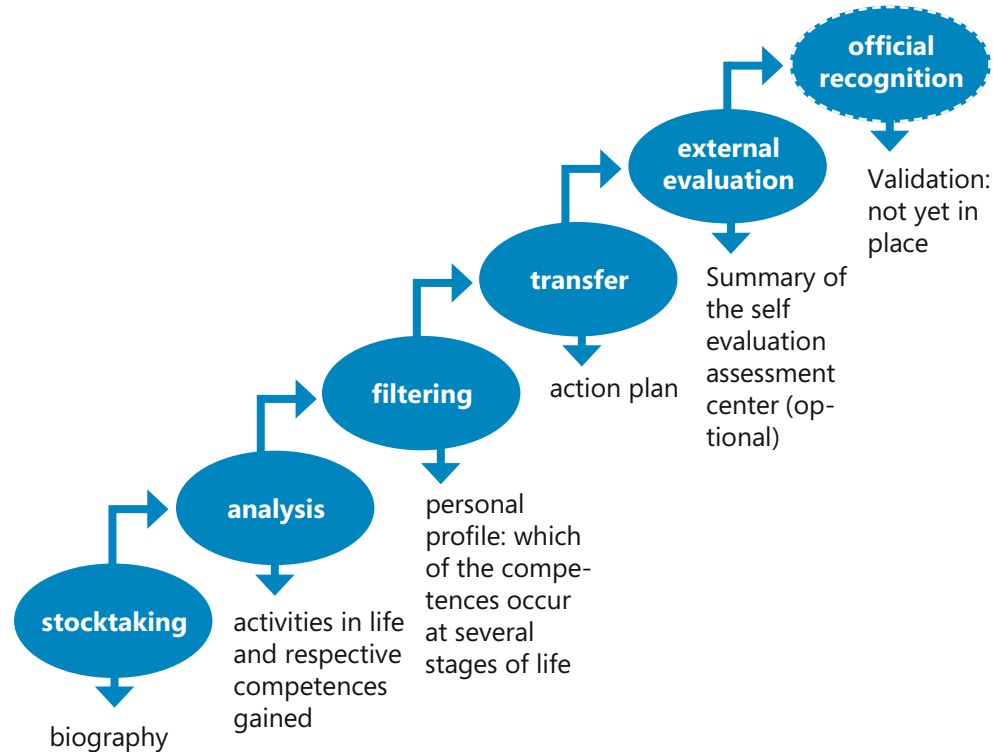 official
recognition
Validation:
not yet in
place
external
evaluation
Summary of
the self
evaluation
assessment
center (op-
tional)
transfer
action plan
filtering
personal
profile: which
of the compe-
tences occur
at several
stages of life
analysis
activities in life
and respective
competences
gained
stocktaking
biography